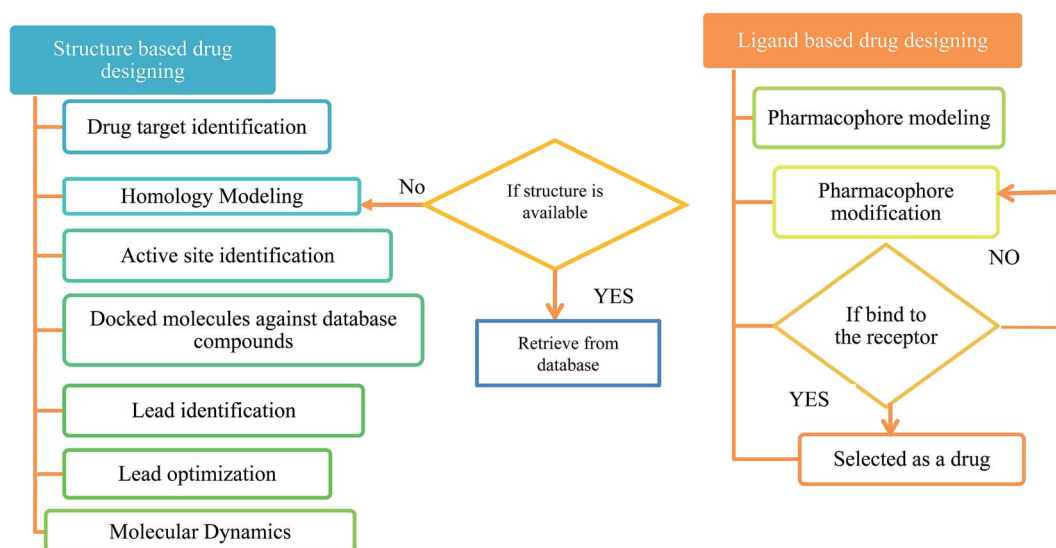 Structure based drug
designing
Drug target identification
Homology Modeling
Active site identification
Docked molecules against database
compounds
Lead identification
Lead optimization
Molecular Dynamics
No
If structure is
available
YES
Retrieve from
database
Ligand based drug designing
Pharmacophore modeling
Pharmacophore
modification
NO
If bind to
the receptor
YES
Selected as a drug